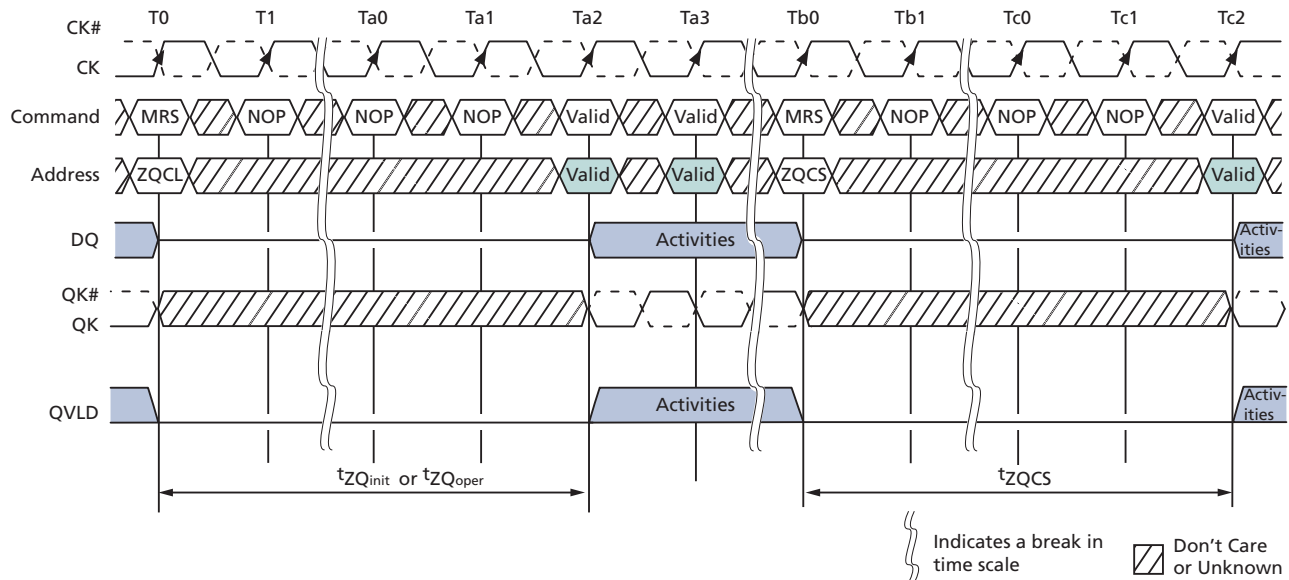 T0 T1 Ta0 Ta1 Ta2 Ta3 Tb0 Tb1 Tc0 Tc1 Tc2
CK#
CK
Command MRS NOP NOP NOP Valid Valid MRS NOP NOP NOP Valid
Address ZQCL Valid Valid ZQCS Valid
DQ Activities Activ-
ities
QK#
QK
QVLD Activities Activ-
ities
tZQinit or tZQoper tZQCS
Indicates a break in
time scale
Don't Care
or Unknown